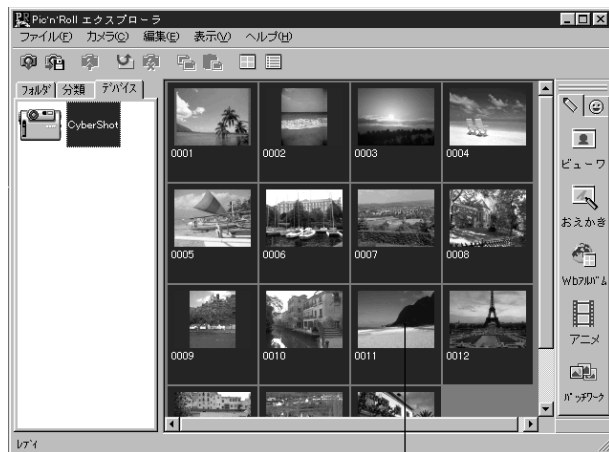 Pic'n'Roll エクスプローラ
ファイル(F) カメラ(C) 編集(E) 表示(V) ヘルプ(H)
フォルダ 分類 デバイス
CyberShot
0001 0002 0003 0004
0005 0006 0007 0008
0009 0010 0011 0012
ビューワ
おえかき
Wbアルバム
アニメ
パッチワーク
レディ